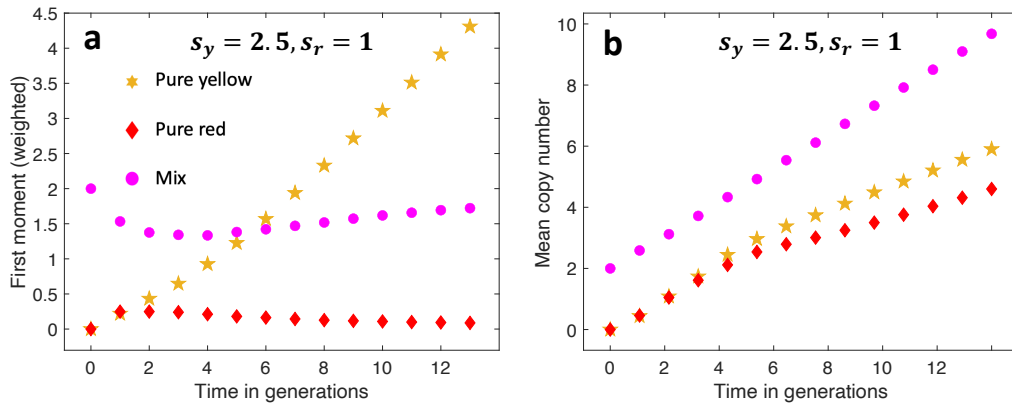 a
s_y = 2.5, s_r = 1
Pure yellow
Pure red
Mix
First moment (weighted)
4.5
4
3.5
3
2.5
2
1.5
1
0.5
0
0 2 4 6 8 10 12
Time in generations
b
s_y = 2.5, s_r = 1
Mean copy number
10
8
6
4
2
0
0 2 4 6 8 10 12
Time in generations